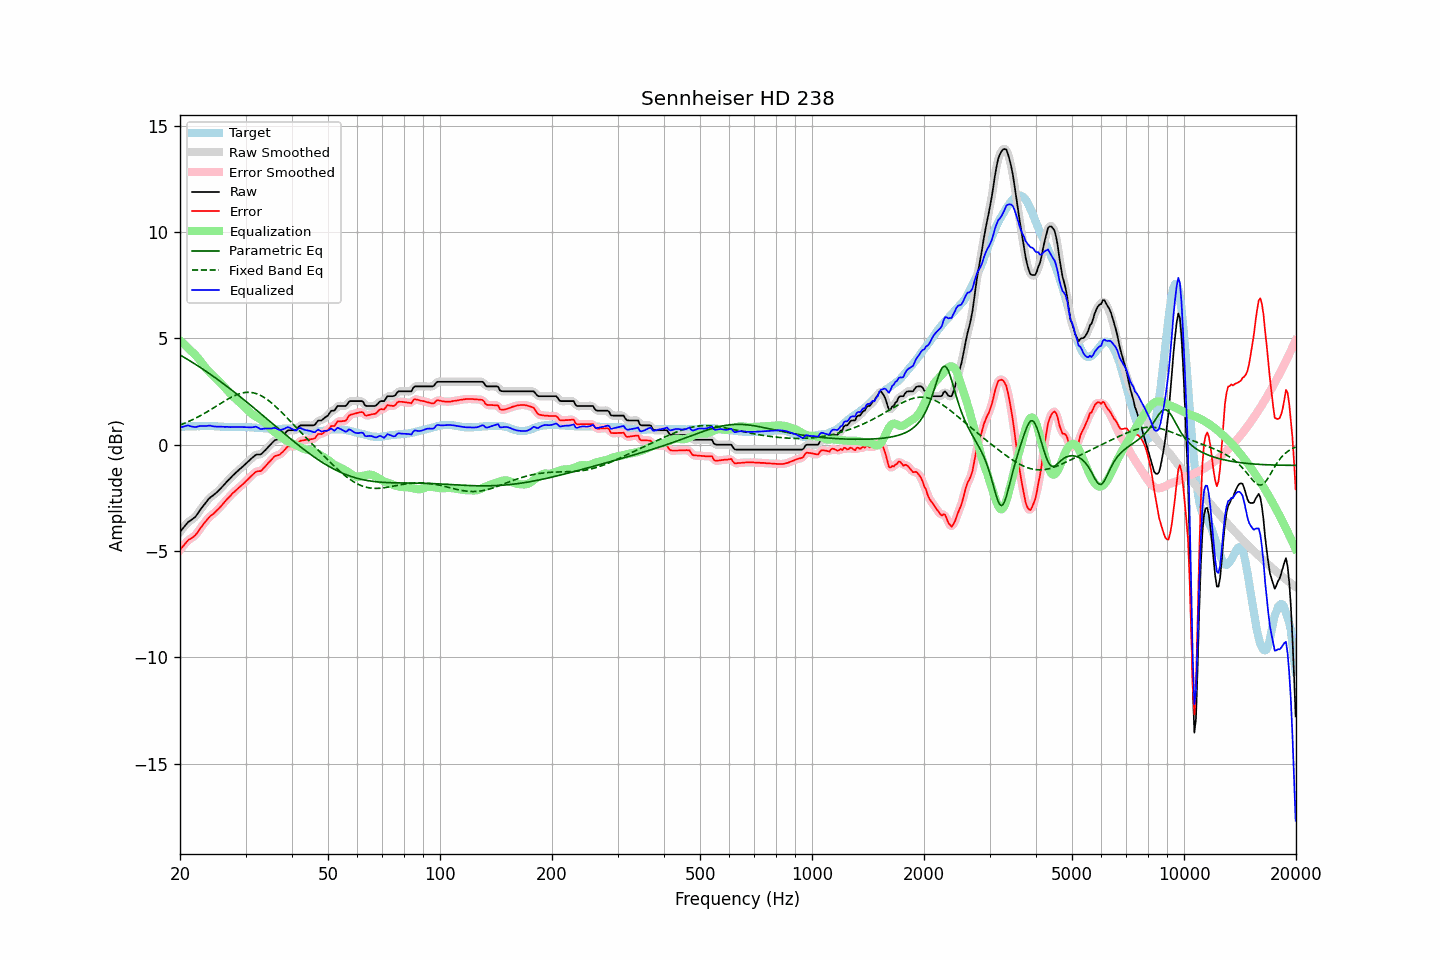 Sennheiser HD 238
Target
Raw Smoothed
Error Smoothed
Raw
Error
Equalization
Parametric Eq
Fixed Band Eq
Equalized
15
10
5
0
−5
−10
−15
Amplitude (dBr)
20
50
100
200
500
1000
2000
5000
10000
20000
Frequency (Hz)